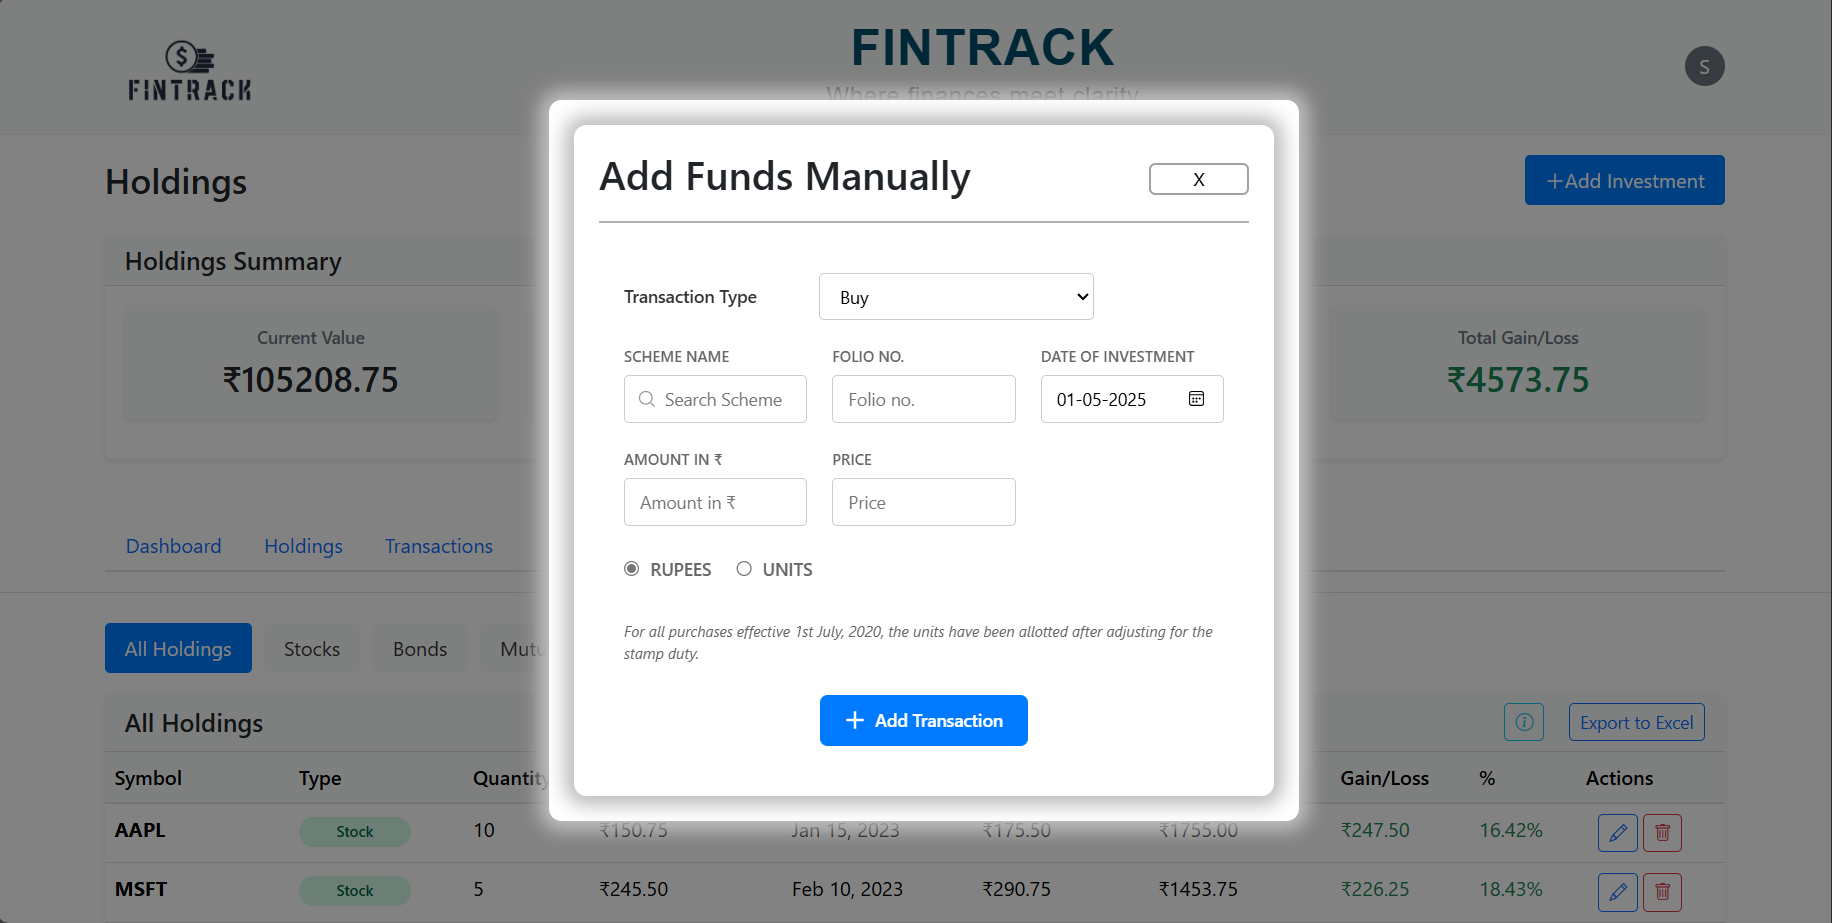 FINTRACK
FINTRACK
Where finances meet clarity
S
Holdings
+Add Investment
Holdings Summary
Current Value
₹105208.75
Total Gain/Loss
₹4573.75
Dashboard Holdings Transactions
All Holdings Stocks Bonds Mutu
All Holdings
Export to Excel
Symbol Type Quantity Gain/Loss % Actions
AAPL Stock 10 ₹150.75 Jan 15, 2023 ₹175.50 ₹1755.00 ₹247.50 16.42%
MSFT Stock 5 ₹245.50 Feb 10, 2023 ₹290.75 ₹1453.75 ₹226.25 18.43%
Add Funds Manually
X
Transaction Type Buy
SCHEME NAME FOLIO NO. DATE OF INVESTMENT
Search Scheme Folio no. 01-05-2025
AMOUNT IN ₹ PRICE
Amount in ₹ Price
RUPEES UNITS
For all purchases effective 1st July, 2020, the units have been allotted after adjusting for the
stamp duty.
+ Add Transaction